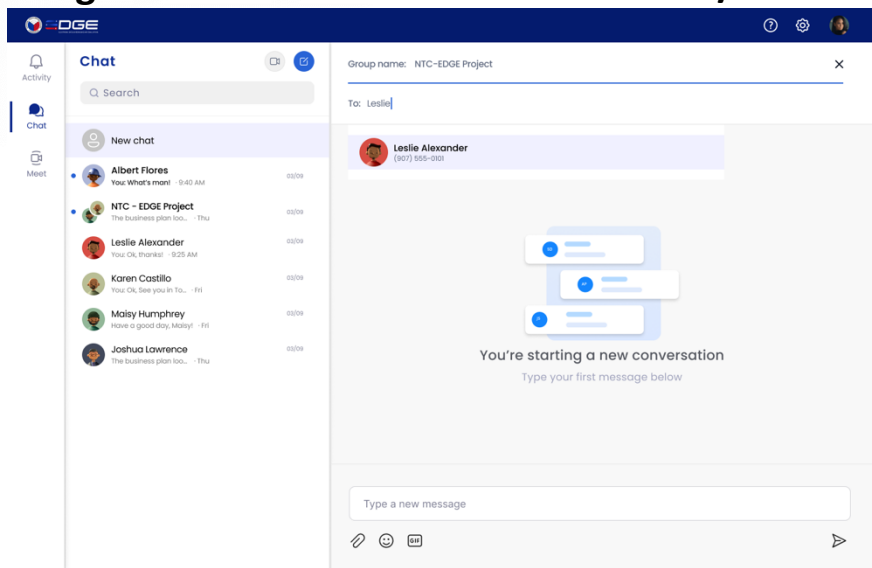 EDGE
Activity
Chat
Meet
Chat
Search
New chat
Albert Flores
You: What's man! · 9:40 AM
03/09
NTC - EDGE Project
The business plan loo... · Thu
03/09
Leslie Alexander
You: Ok, thanks! · 9:25 AM
03/09
Karen Castillo
You: Ok, See you in To... · Fri
03/09
Maisy Humphrey
Have a good day, Maisy! · Fri
03/09
Joshua Lawrence
The business plan loo... · Thu
03/09
Group name: NTC-EDGE Project
To: Leslie
Leslie Alexander
(907) 555-0101
You're starting a new conversation
Type your first message below
Type a new message
GIF